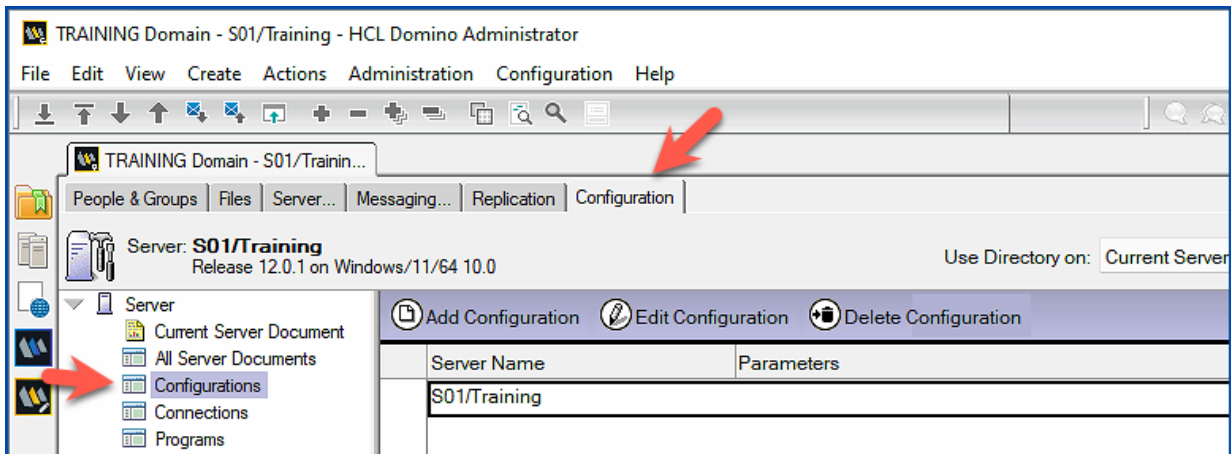 TRAINING Domain - S01/Training - HCL Domino Administrator
File Edit View Create Actions Administration Configuration Help
TRAINING Domain - S01/Trainin...
People & Groups Files Server... Messaging... Replication Configuration
Server: S01/Training
Release 12.0.1 on Windows/11/64 10.0
Use Directory on: Current Server
Server
Current Server Document
All Server Documents
Configurations
Connections
Programs
Add Configuration Edit Configuration Delete Configuration
Server Name Parameters
S01/Training